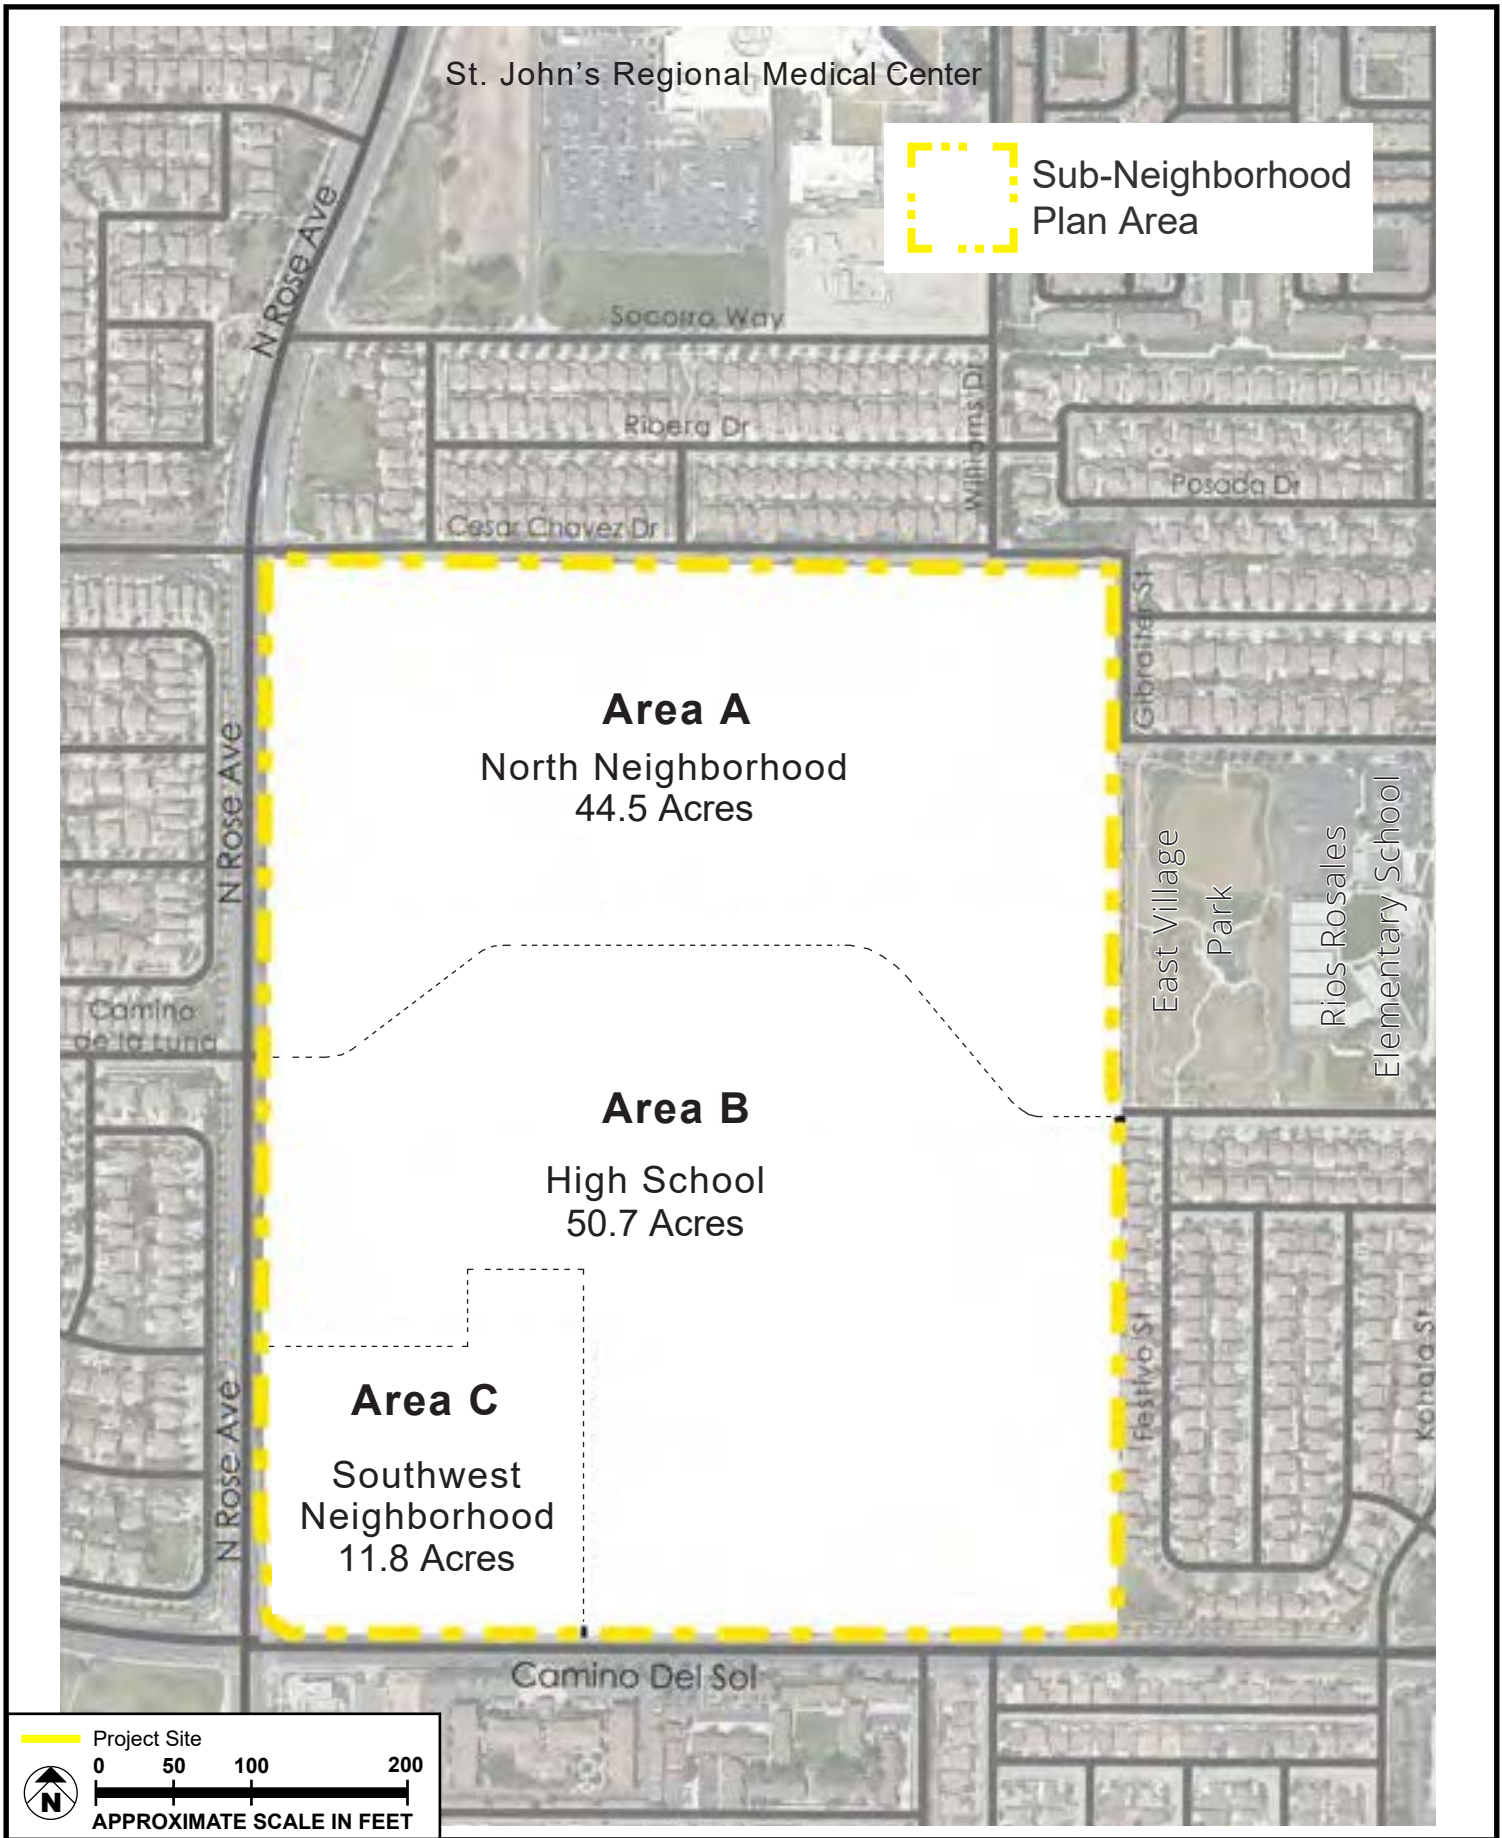 St. John's Regional Medical Center
Sub-Neighborhood
Plan Area
N Rose Ave
Socorro Way
Ribera Dr
Williams Dr
Posada Dr
Cesar Chavez Dr
Gibralter St
Area A
North Neighborhood
44.5 Acres
N Rose Ave
East Village
Park
Rios Rosales
Elementary School
Camino
de la Luna
Area B
High School
50.7 Acres
Festivo St
Kohala St
Area C
Southwest
Neighborhood
11.8 Acres
N Rose Ave
Camino Del Sol
Project Site
0 50 100 200
N
APPROXIMATE SCALE IN FEET